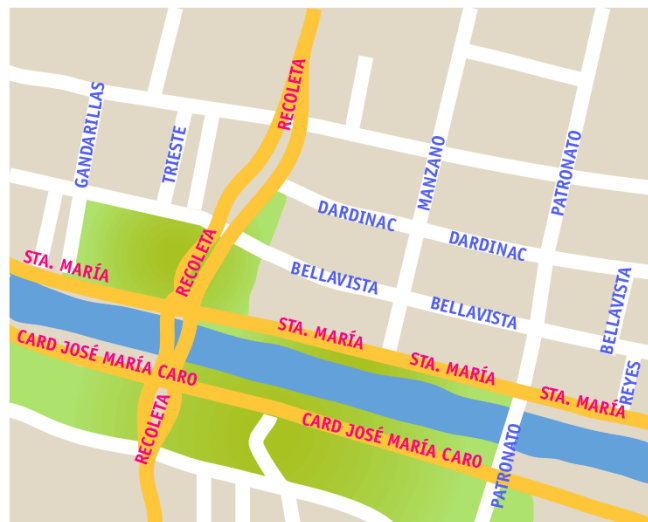 RECOLETA
GANDARILLAS
TRIESTE
MANZANO
PATRONATO
DARDINAC
DARDINAC
RECOLETA
STA. MARÍA
BELLAVISTA
BELLAVISTA
BELLAVISTA
STA. MARÍA
STA. MARÍA
STA. MARÍA
REYES
CARD JOSÉ MARÍA CARO
RECOLETA
CARD JOSÉ MARÍA CARO
PATRONATO